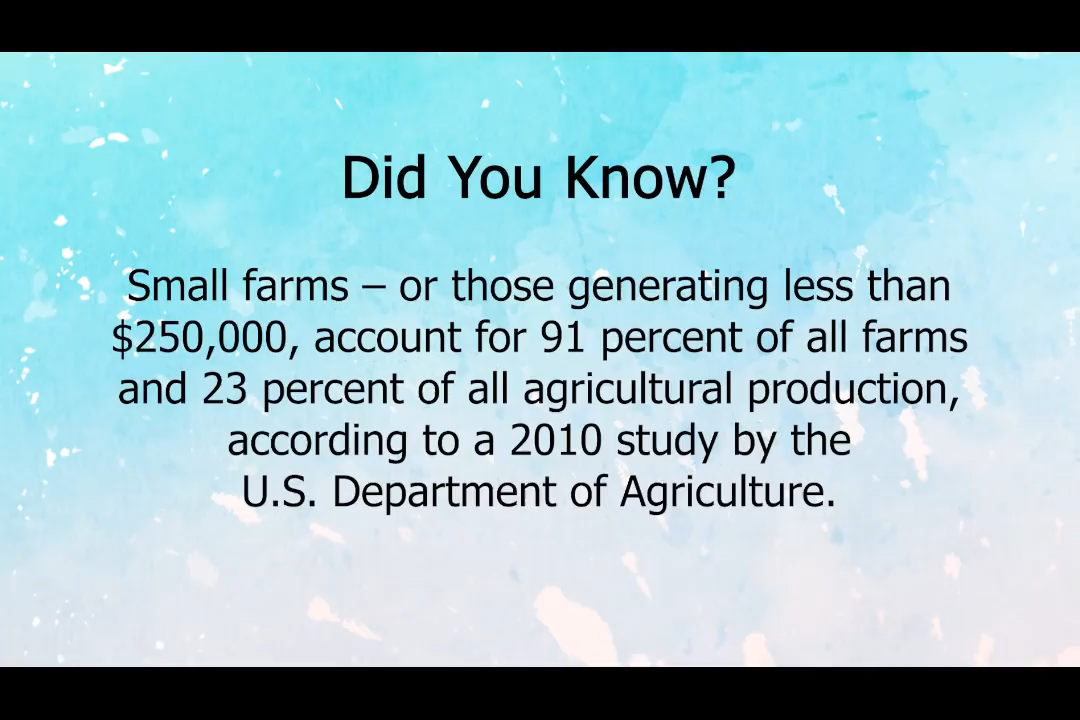 Did You Know?
Small farms – or those generating less than
$250,000, account for 91 percent of all farms
and 23 percent of all agricultural production,
according to a 2010 study by the
U.S. Department of Agriculture.